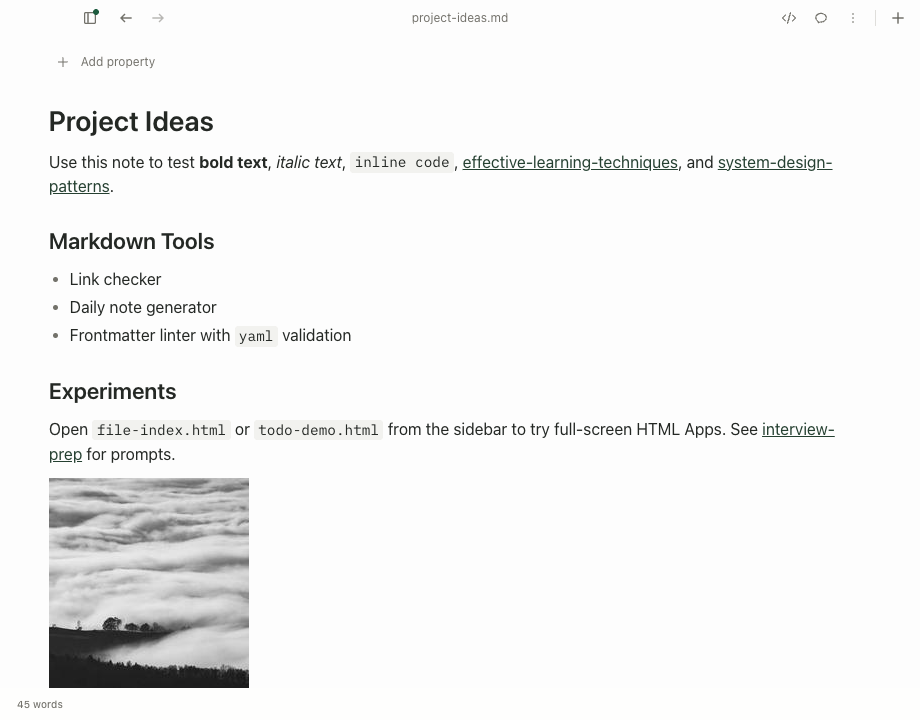 project-ideas.md
Add property
Project Ideas
Use this note to test bold text, italic text, inline code, effective-learning-techniques, and system-design-
patterns.
Markdown Tools
Link checker
Daily note generator
Frontmatter linter with yaml validation
Experiments
Open file-index.html or todo-demo.html from the sidebar to try full-screen HTML Apps. See interview-
prep for prompts.
45 words